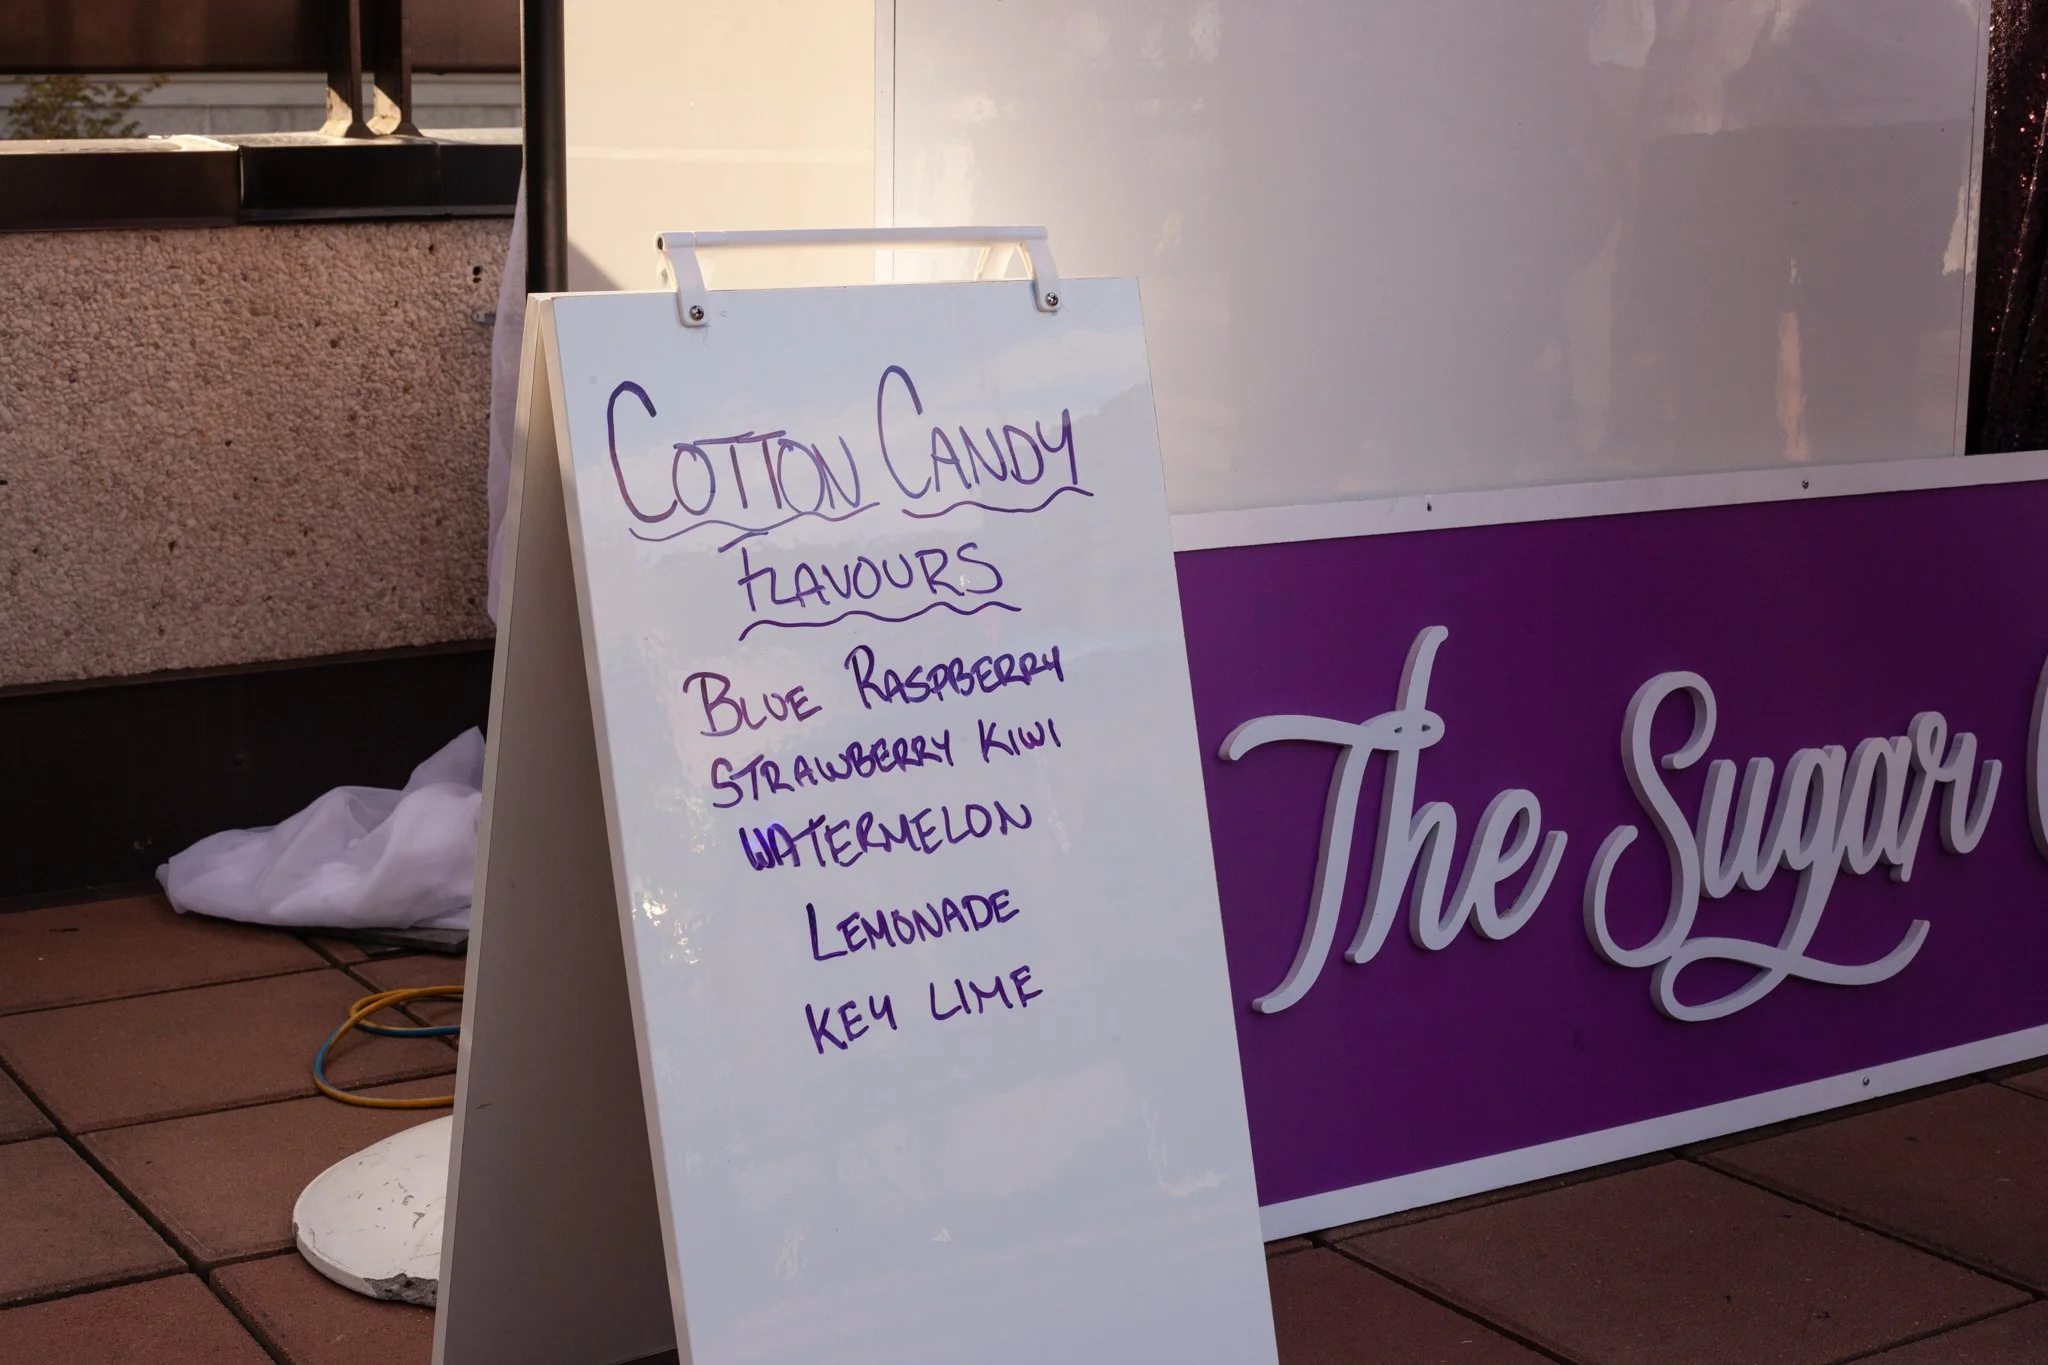 COTTON CANDY
FLAVOURS
BLUE RASPBERRY
STRAWBERRY KIWI
WATERMELON
LEMONADE
KEY LIME
The Sugar